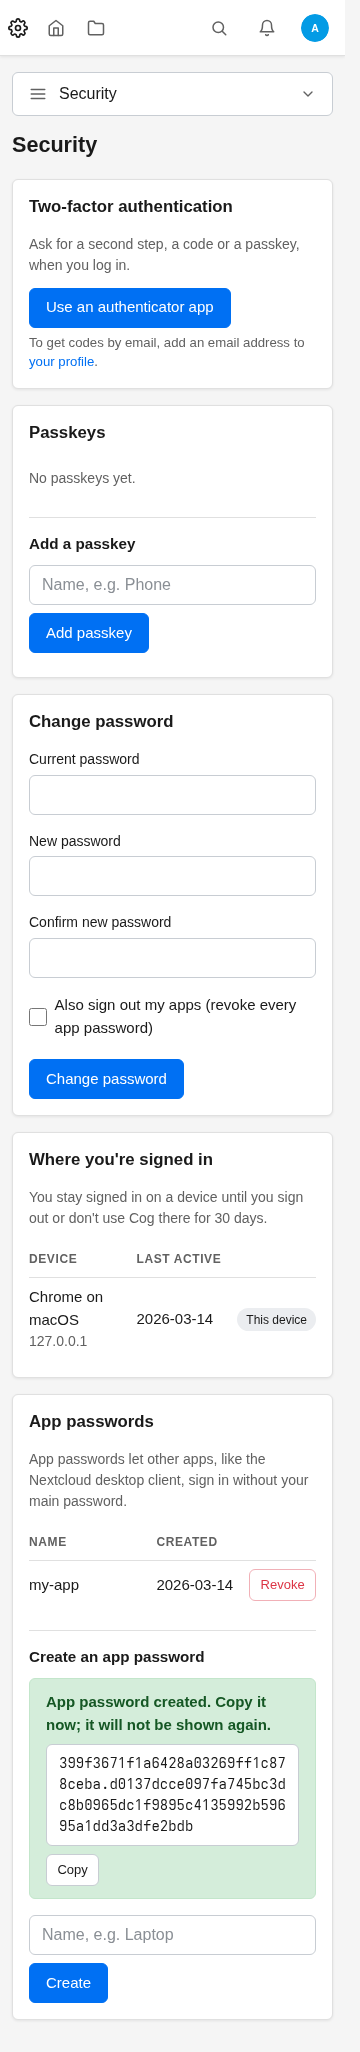 A
Security
Security
Two-factor authentication
Ask for a second step, a code or a passkey,
when you log in.
Use an authenticator app
To get codes by email, add an email address to
your profile.
Passkeys
No passkeys yet.
Add a passkey
Name, e.g. Phone
Add passkey
Change password
Current password
New password
Confirm new password
Also sign out my apps (revoke every
app password)
Change password
Where you're signed in
You stay signed in on a device until you sign
out or don't use Cog there for 30 days.
DEVICE LAST ACTIVE
Chrome on
macOS
127.0.0.1
2026-03-14 This device
App passwords
App passwords let other apps, like the
Nextcloud desktop client, sign in without your
main password.
NAME CREATED
my-app 2026-03-14 Revoke
Create an app password
App password created. Copy it
now; it will not be shown again.
399f3671f1a6428a03269ff1c87
8ceba.d0137dcce097fa745bc3d
c8b0965dc1f9895c4135992b596
95a1dd3a3dfe2bdb
Copy
Name, e.g. Laptop
Create